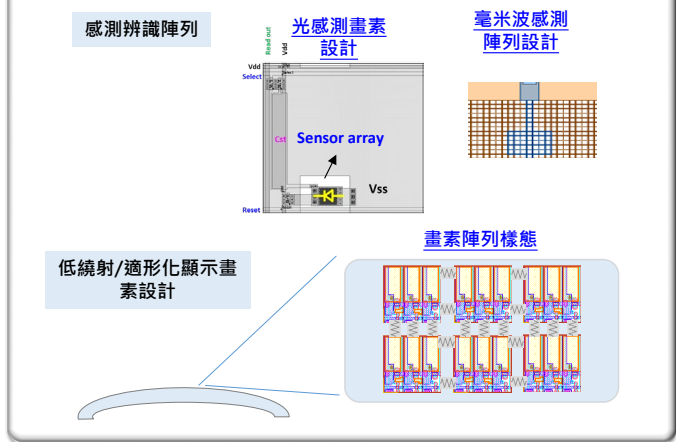 感測辨識陣列
光感測畫素
設計
毫米波感測
陣列設計
Read out
Vdd
Vdd
Select
Cst
Sensor array
Vss
Reset
畫素陣列樣態
低繞射/適形化顯示畫
素設計